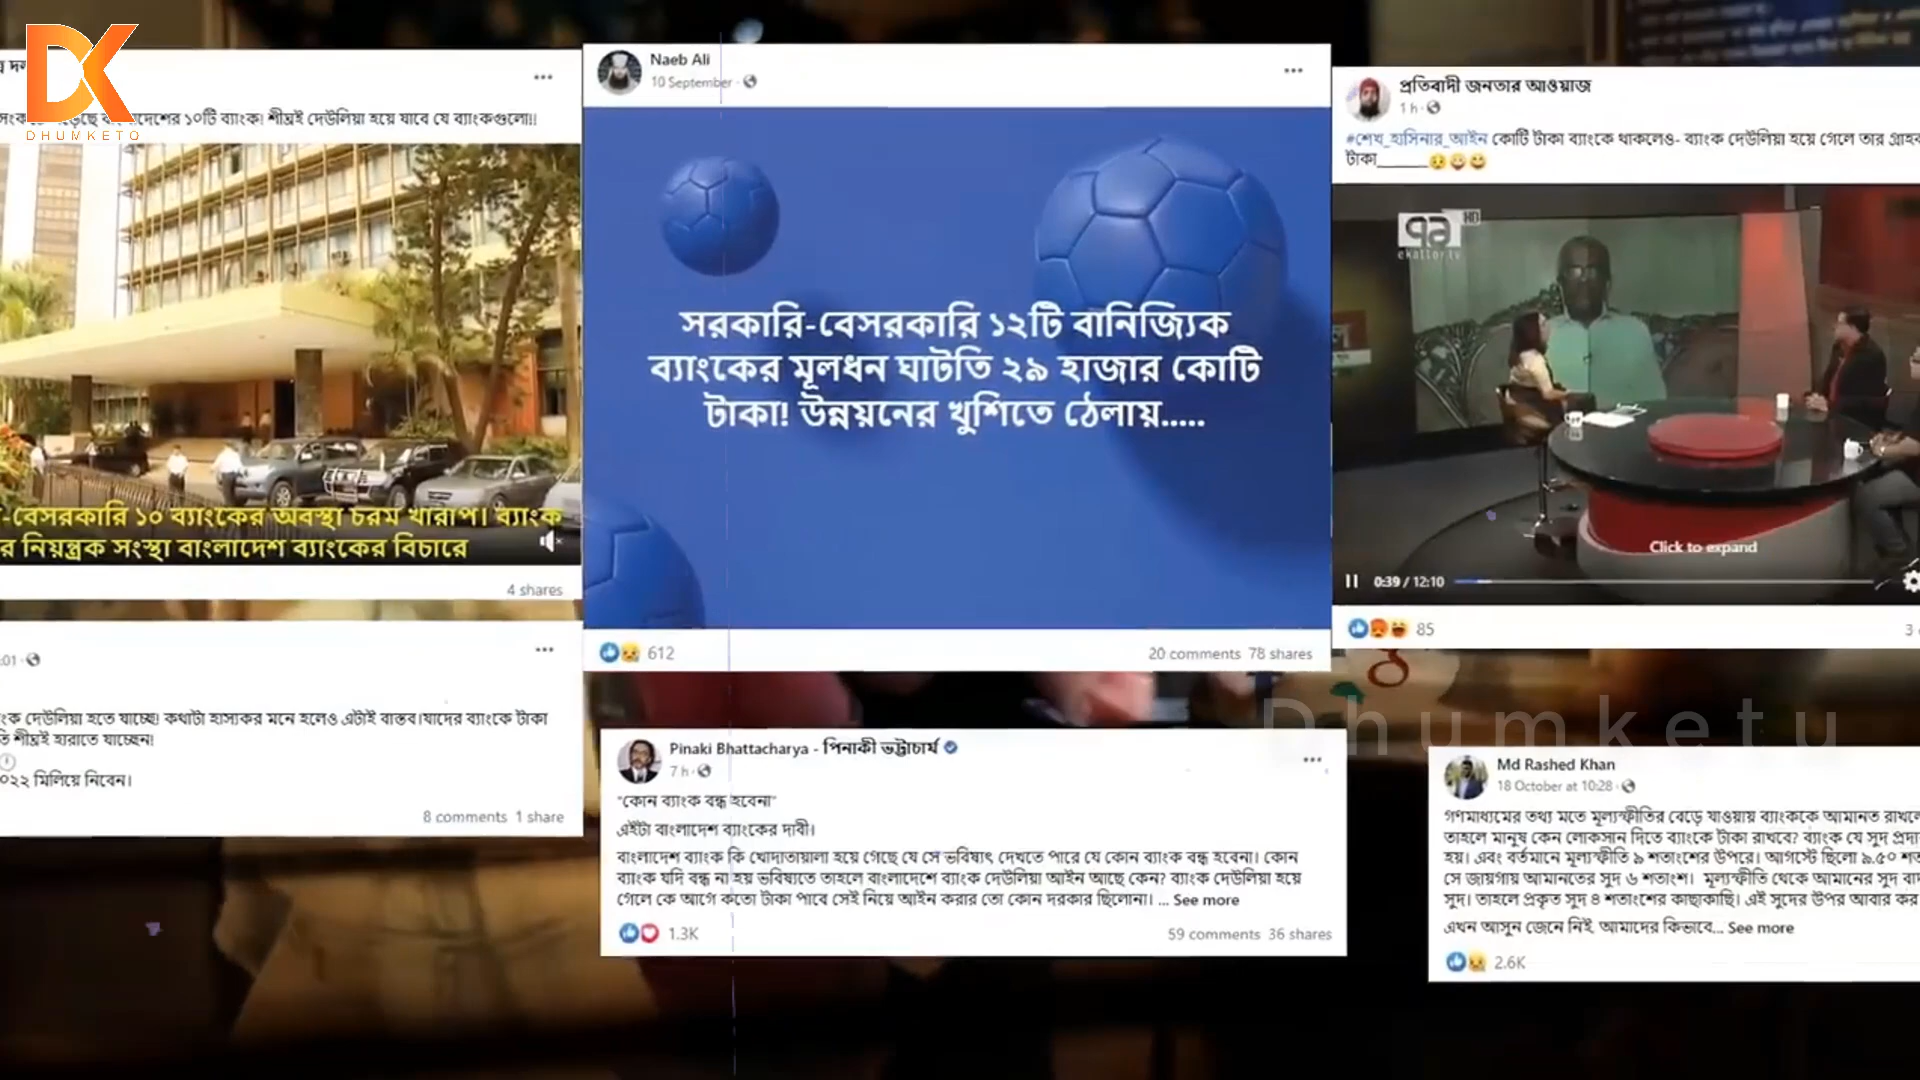 DHUMKETO
দেশের ১০টি ব্যাংক! শীঘ্রই দেউলিয়া হয়ে যাবে যে ব্যাংকগুলো!!
-বেসরকারি ১০ ব্যাংকের অবস্থা চরম খারাপ। ব্যাংক
র নিয়ন্ত্রক সংস্থা বাংলাদেশ ব্যাংকের বিচারে
4 shares
:01
ংক দেউলিয়া হতে যাচ্ছে! কথাটা হাস্যকর মনে হলেও এটাই বাস্তব।যাদের ব্যাংকে টাকা
তি শীঘ্রই হারাতে যাচ্ছেন!
০২২ মিলিয়ে নিবেন।
8 comments 1 share
Naeb Ali
10 September
সরকারি-বেসরকারি ১২টি বানিজ্যিক
ব্যাংকের মূলধন ঘাটতি ২৯ হাজার কোটি
টাকা! উন্নয়নের খুশিতে ঠেলায়.....
612
20 comments 78 shares
Pinaki Bhattacharya - পিনাকী ভট্টাচার্য
7 h
"কোন ব্যাংক বন্ধ হবেনা"
এইটা বাংলাদেশ ব্যাংকের দাবী।
বাংলাদেশ ব্যাংক কি খোদাতায়ালা হয়ে গেছে যে সে ভবিষ্যৎ দেখতে পারে যে কোন ব্যাংক বন্ধ হবেনা। কোন
ব্যাংক যদি বন্ধ না হয় ভবিষ্যতে তাহলে বাংলাদেশে ব্যাংক দেউলিয়া আইন আছে কেন? ব্যাংক দেউলিয়া হয়ে
গেলে কে আগে কতো টাকা পাবে সেই নিয়ে আইন করার তো কোন দরকার ছিলোনা। ... See more
1.3K
59 comments 36 shares
প্রতিবাদী জনতার আওয়াজ
1 h
#শেখ_হাসিনার_আইন কোটি টাকা ব্যাংকে থাকলেও- ব্যাংক দেউলিয়া হয়ে গেলে তার গ্রাহক
টাকা______
HD
ekattor.tv
Click to expand
0:39 / 12:10
85
3
Dhumketu
Md Rashed Khan
18 October at 10:28
গণমাধ্যমের তথ্য মতে মূল্যস্ফীতির বেড়ে যাওয়ায় ব্যাংককে আমানত রাখলে
তাহলে মানুষ কেন লোকসান দিতে ব্যাংকে টাকা রাখবে? ব্যাংক যে সুদ প্রদা
হয়। এবং বর্তমানে মূল্যস্ফীতি ৯ শতাংশের উপরে। আগস্টে ছিলো ৯.৫০ শত
সে জায়গায় আমানতের সুদ ৬ শতাংশ। মূল্যস্ফীতি থেকে আমানের সুদ বাদ
সুদ। তাহলে প্রকৃত সুদ ৪ শতাংশের কাছাকাছি। এই সুদের উপর আবার কর
এখন আসুন জেনে নিই, আমাদের কিভাবে... See more
2.6K